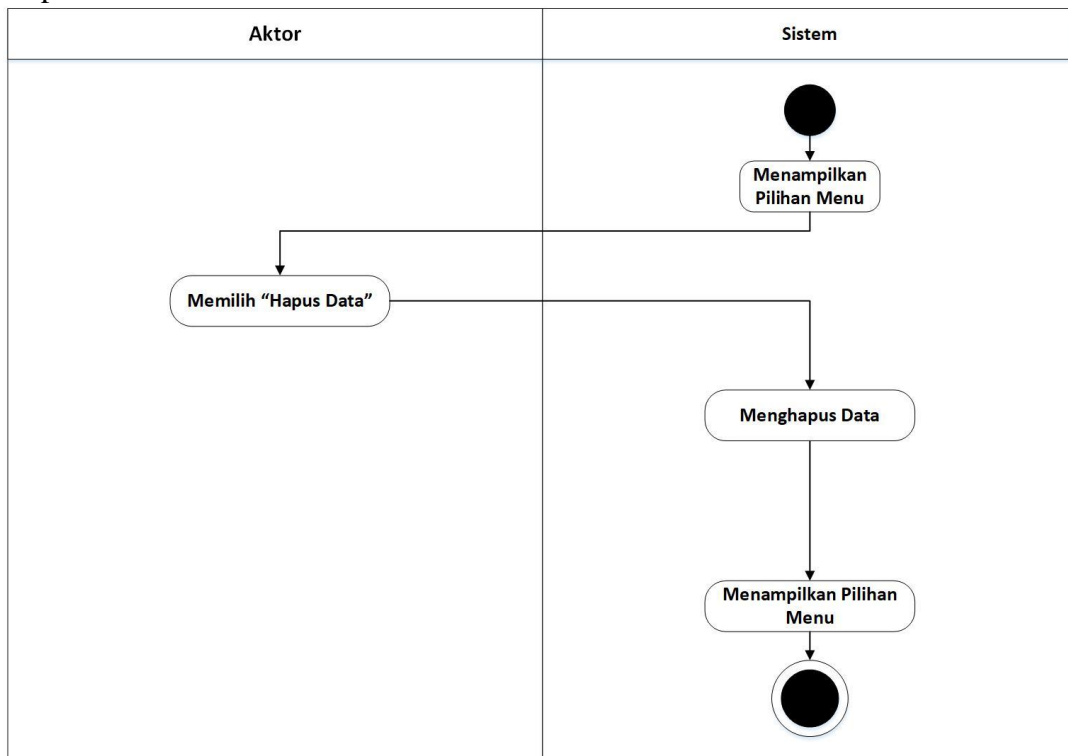 Aktor
Sistem
Menampilkan
Pilihan Menu
Memilih “Hapus Data”
Menghapus Data
Menampilkan Pilihan
Menu